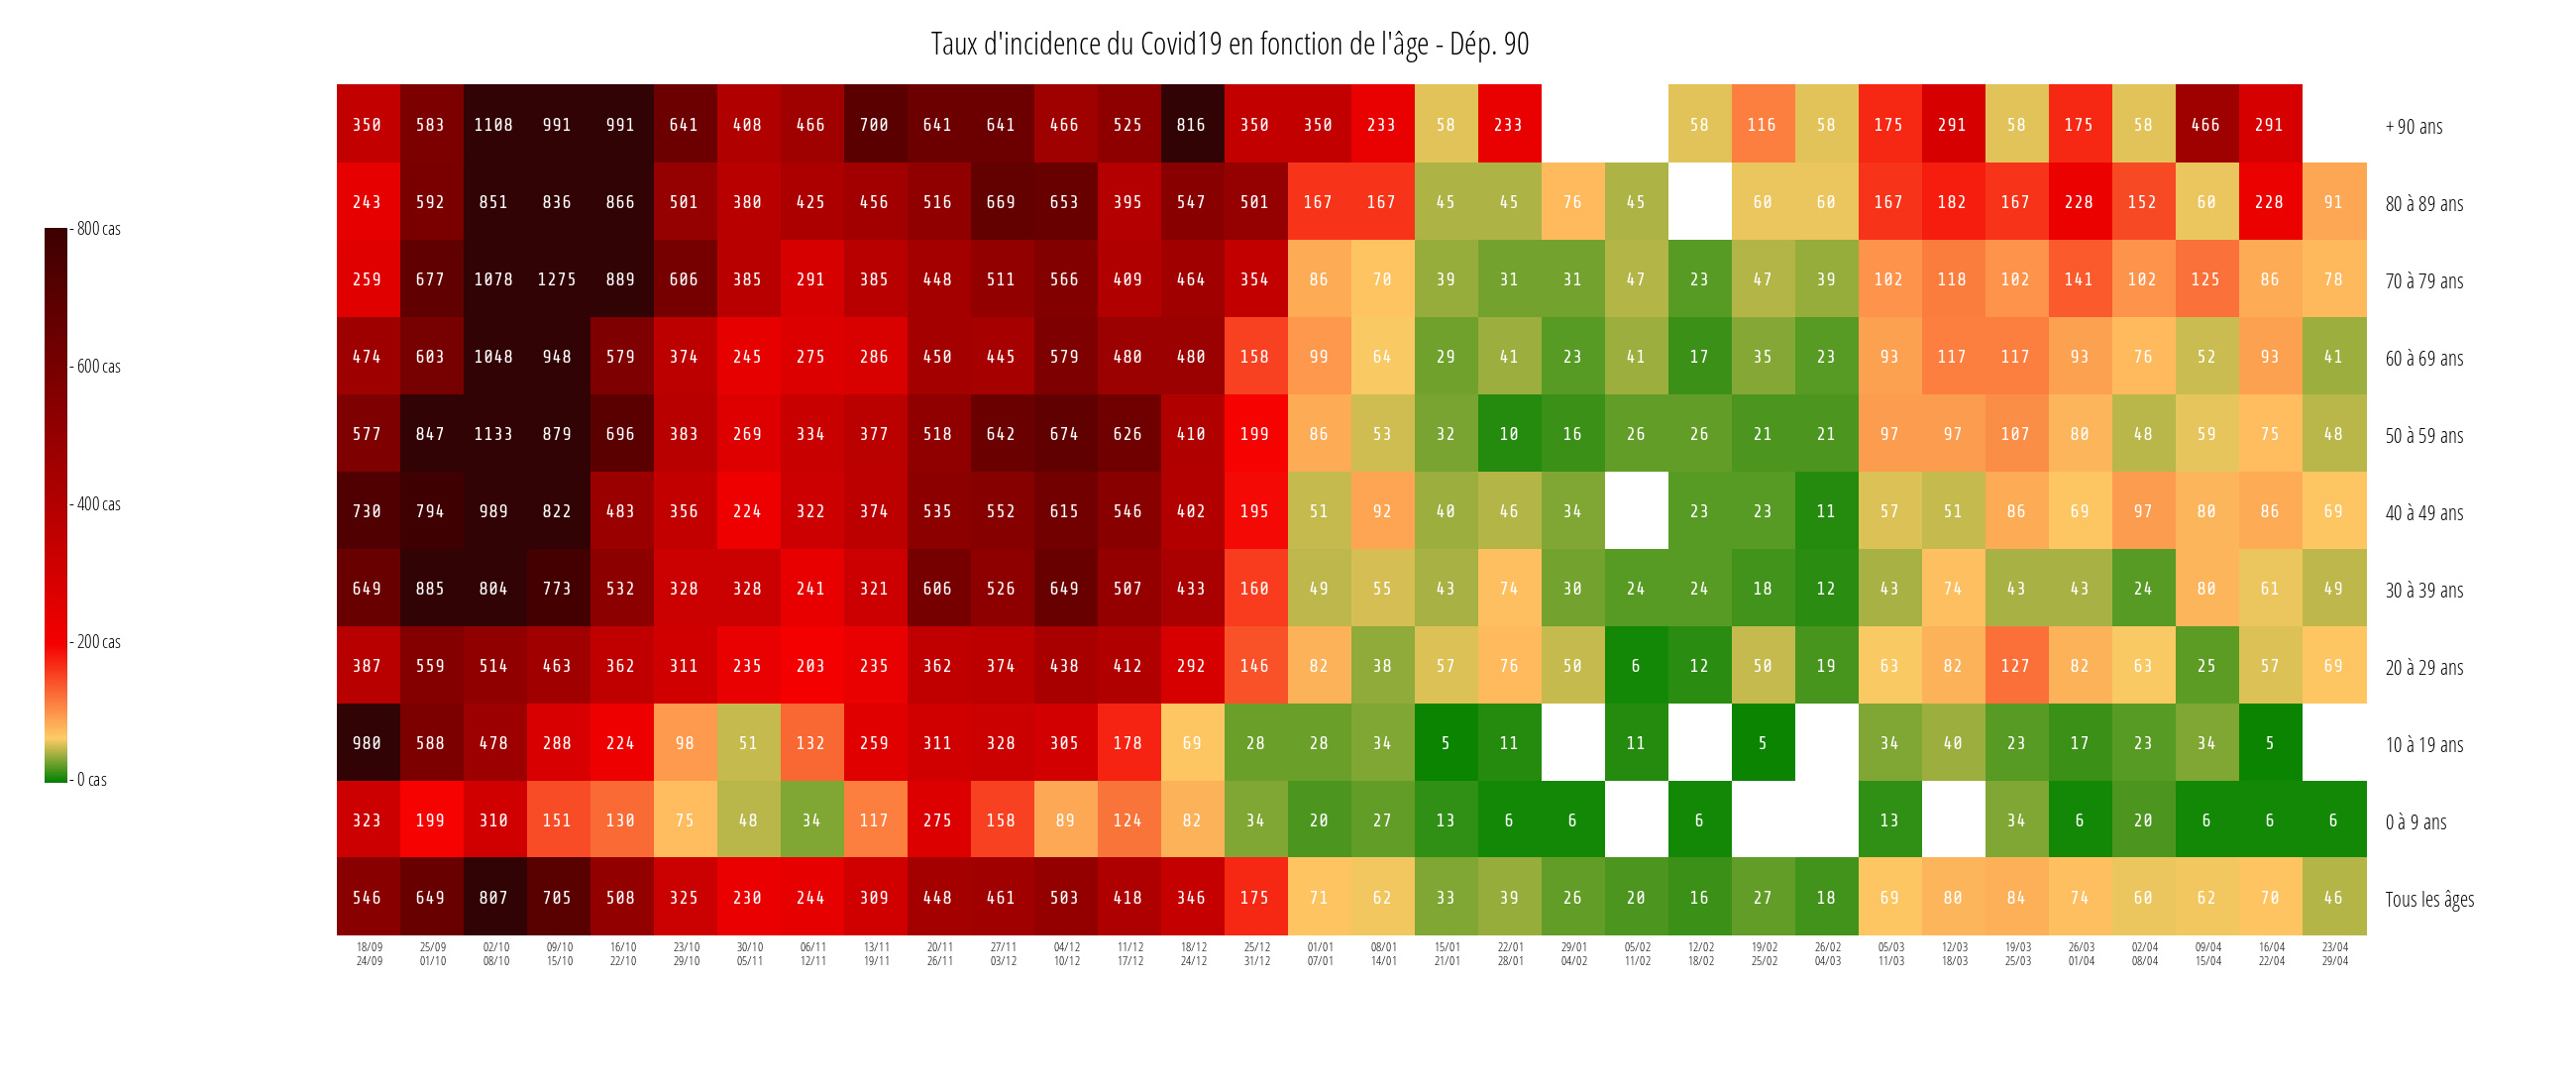 Taux d'incidence du Covid19 en fonction de l'âge - Dép. 90
350 583 1108 991 991 641 408 466 700 641 641 466 525 816 350 350 233 58 233 58 116 58 175 291 58 175 58 466 291 + 90 ans
243 592 851 836 866 501 380 425 456 516 669 653 395 547 501 167 167 45 45 76 45 60 60 167 182 167 228 152 60 228 91 80 à 89 ans
- 800 cas
259 677 1078 1275 889 606 385 291 385 448 511 566 409 464 354 86 70 39 31 31 47 23 47 39 102 118 102 141 102 125 86 78 70 à 79 ans
474 603 1048 948 579 374 245 275 286 450 445 579 480 480 158 99 64 29 41 23 41 17 35 23 93 117 117 93 76 52 93 41 60 à 69 ans
- 600 cas
577 847 1133 879 696 383 269 334 377 518 642 674 626 410 199 86 53 32 10 16 26 26 21 21 97 97 107 80 48 59 75 48 50 à 59 ans
- 400 cas
730 794 989 822 483 356 224 322 374 535 552 615 546 402 195 51 92 40 46 34 23 23 11 57 51 86 69 97 80 86 69 40 à 49 ans
649 885 804 773 532 328 328 241 321 606 526 649 507 433 160 49 55 43 74 30 24 24 18 12 43 74 43 43 24 80 61 49 30 à 39 ans
- 200 cas
387 559 514 463 362 311 235 203 235 362 374 438 412 292 146 82 38 57 76 50 6 12 50 19 63 82 127 82 63 25 57 69 20 à 29 ans
980 588 478 288 224 98 51 132 259 311 328 305 178 69 28 28 34 5 11 11 5 34 40 23 17 23 34 5 10 à 19 ans
- 0 cas
323 199 310 151 130 75 48 34 117 275 158 89 124 82 34 20 27 13 6 6 6 13 34 6 20 6 6 6 0 à 9 ans
546 649 807 705 508 325 230 244 309 448 461 503 418 346 175 71 62 33 39 26 20 16 27 18 69 80 84 74 60 62 70 46 Tous les âges
18/09 25/09 02/10 09/10 16/10 23/10 30/10 06/11 13/11 20/11 27/11 04/12 11/12 18/12 25/12 01/01 08/01 15/01 22/01 29/01 05/02 12/02 19/02 26/02 05/03 12/03 19/03 26/03 02/04 09/04 16/04 23/04
24/09 01/10 08/10 15/10 22/10 29/10 05/11 12/11 19/11 26/11 03/12 10/12 17/12 24/12 31/12 07/01 14/01 21/01 28/01 04/02 11/02 18/02 25/02 04/03 11/03 18/03 25/03 01/04 08/04 15/04 22/04 29/04